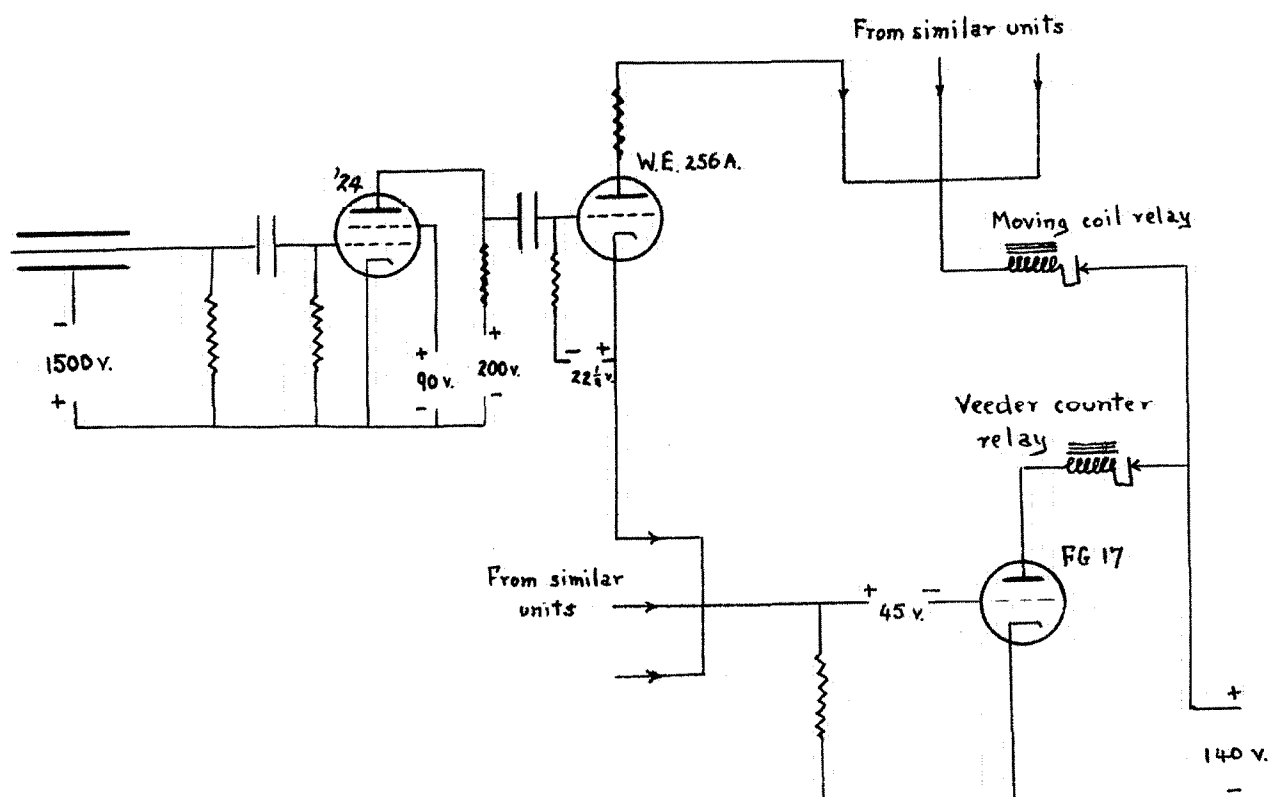 From similar units
'24
W.E. 256A.
Moving coil relay
+
-
1500 V.
+
+
90 v.
-
+
200 v.
-
- +
22½ v.
Veeder counter
relay
FG 17
From similar
units
+ -
45 v.
+
140 v.
-